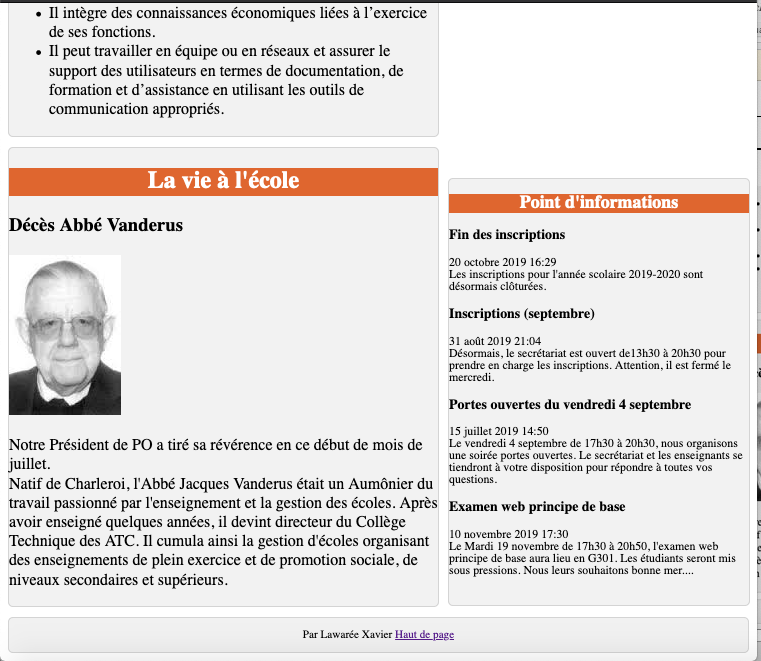 Il intègre des connaissances économiques liées à l’exercice
de ses fonctions.
Il peut travailler en équipe ou en réseaux et assurer le
support des utilisateurs en termes de documentation, de
formation et d’assistance en utilisant les outils de
communication appropriés.
La vie à l'école
Décès Abbé Vanderus
Notre Président de PO a tiré sa révérence en ce début de mois de
juillet.
Natif de Charleroi, l'Abbé Jacques Vanderus était un Aumônier du
travail passionné par l'enseignement et la gestion des écoles. Après
avoir enseigné quelques années, il devint directeur du Collège
Technique des ATC. Il cumula ainsi la gestion d'écoles organisant
des enseignements de plein exercice et de promotion sociale, de
niveaux secondaires et supérieurs.
Point d'informations
Fin des inscriptions
20 octobre 2019 16:29
Les inscriptions pour l'année scolaire 2019-2020 sont
désormais clôturées.
Inscriptions (septembre)
31 août 2019 21:04
Désormais, le secrétariat est ouvert de13h30 à 20h30 pour
prendre en charge les inscriptions. Attention, il est fermé le
mercredi.
Portes ouvertes du vendredi 4 septembre
15 juillet 2019 14:50
Le vendredi 4 septembre de 17h30 à 20h30, nous organisons
une soirée portes ouvertes. Le secrétariat et les enseignants se
tiendront à votre disposition pour répondre à toutes vos
questions.
Examen web principe de base
10 novembre 2019 17:30
Le Mardi 19 novembre de 17h30 à 20h50, l'examen web
principe de base aura lieu en G301. Les étudiants seront mis
sous pressions. Nous leurs souhaitons bonne mer....
Par Lawarée Xavier Haut de page